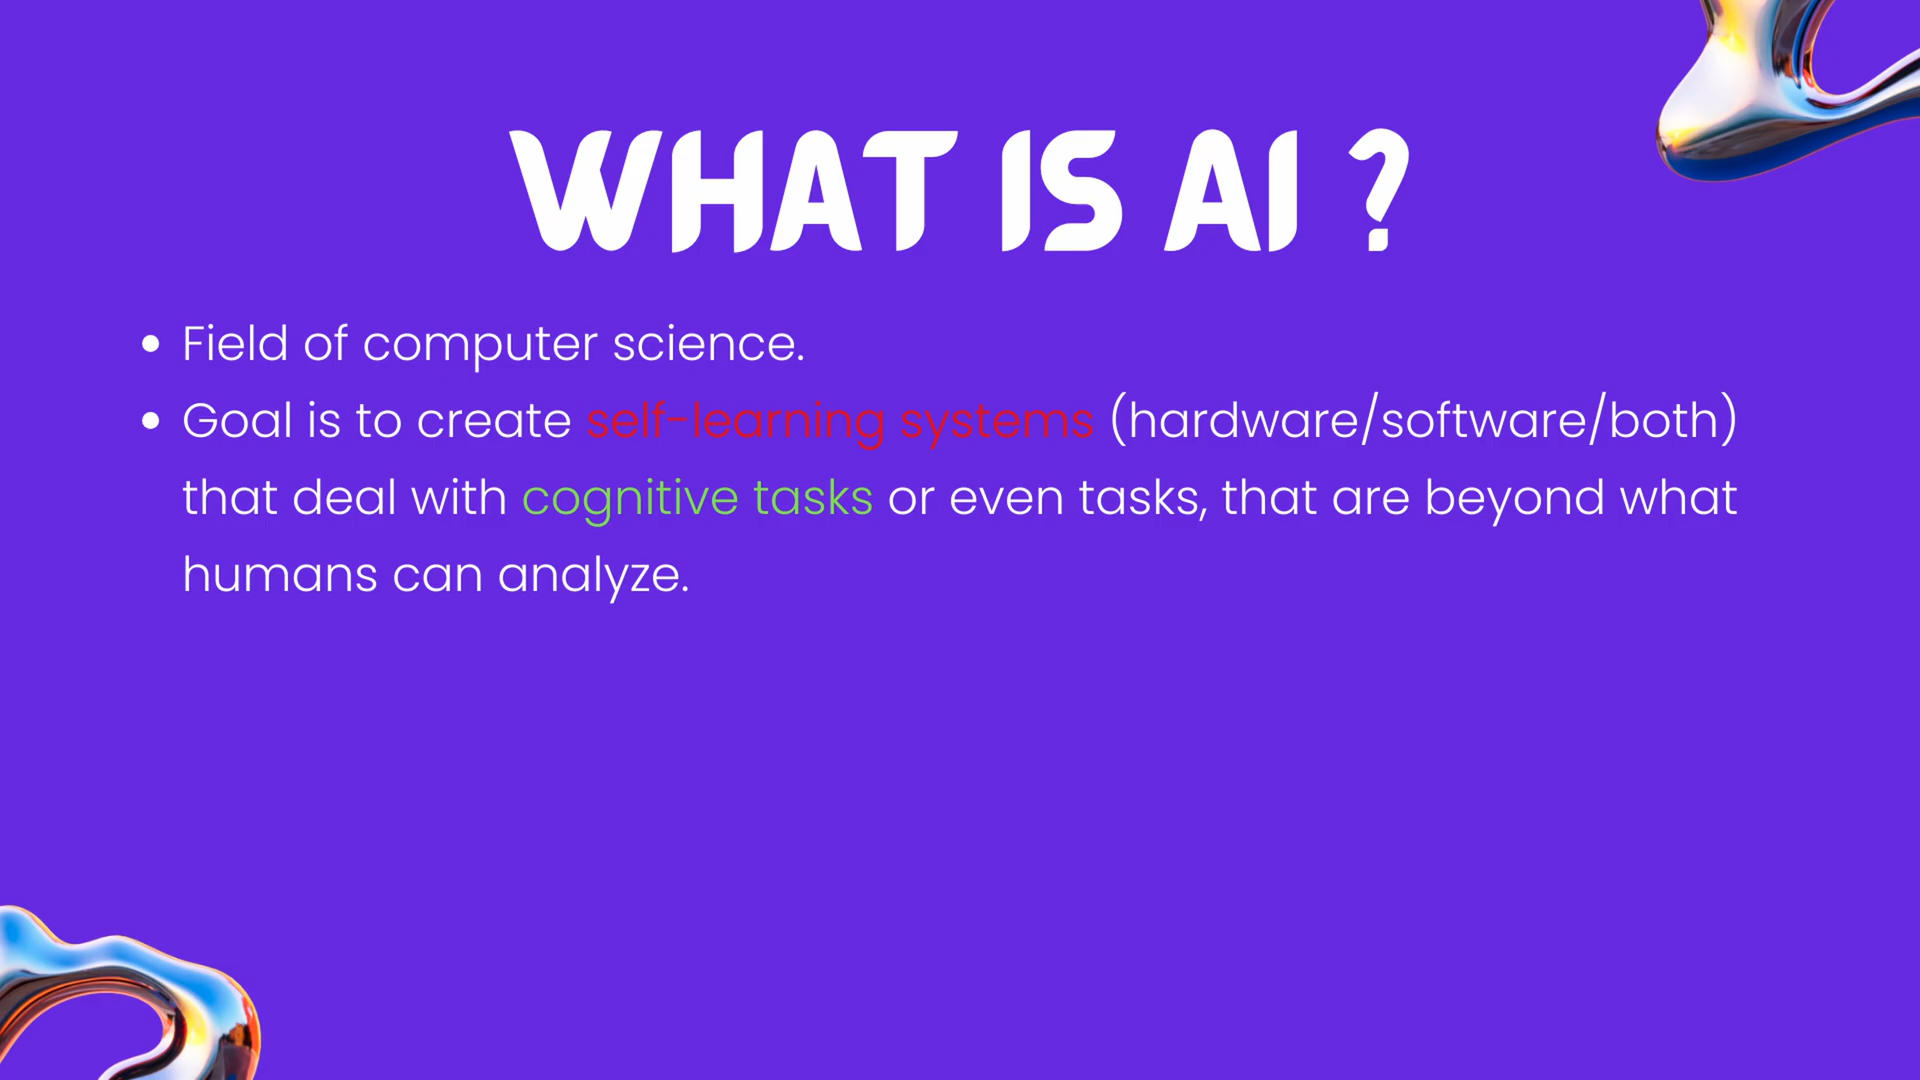 WHAT IS AI ?
• Field of computer science.
• Goal is to create self-learning systems (hardware/software/both)
that deal with cognitive tasks or even tasks, that are beyond what
humans can analyze.